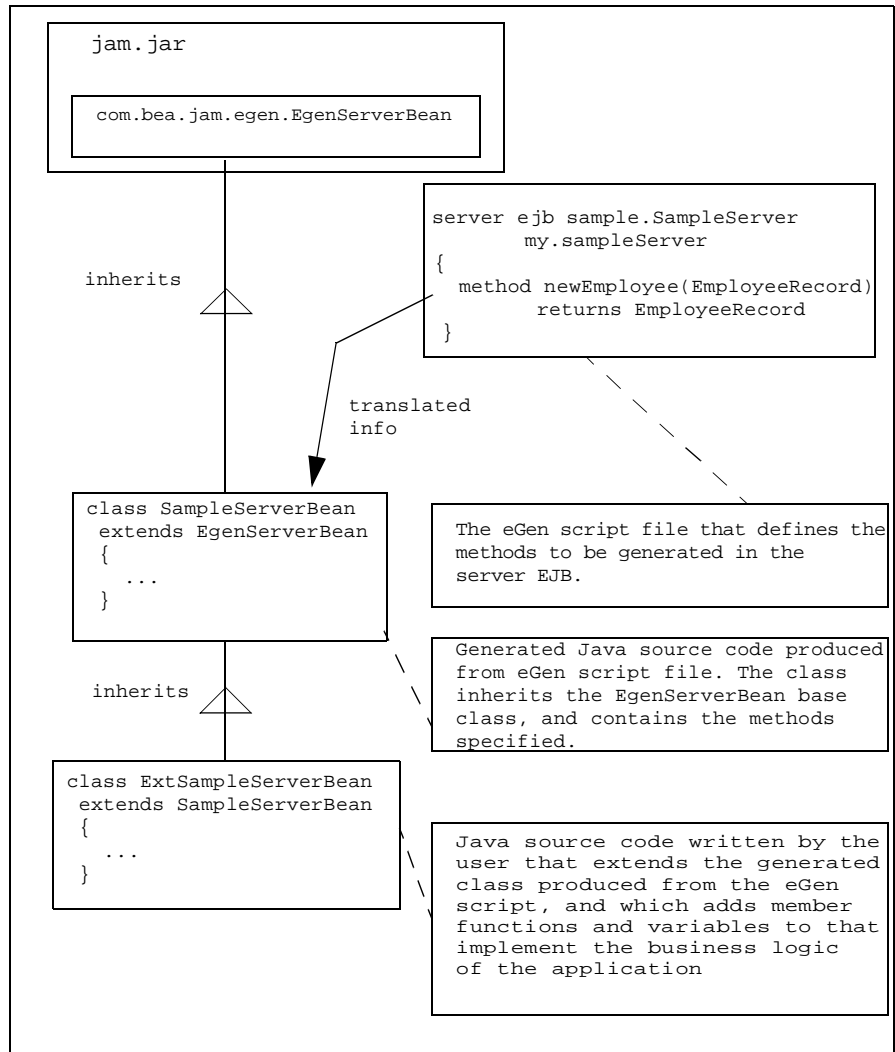 jam.jar
com.bea.jam.egen.EgenServerBean
server ejb sample.SampleServer
my.sampleServer
{
method newEmployee(EmployeeRecord)
returns EmployeeRecord
}
inherits
translated
info
class SampleServerBean
extends EgenServerBean
{
...
}
The eGen script file that defines the
methods to be generated in the
server EJB.
Generated Java source code produced
from eGen script file. The class
inherits the EgenServerBean base
class, and contains the methods
specified.
inherits
class ExtSampleServerBean
extends SampleServerBean
{
...
}
Java source code written by the
user that extends the generated
class produced from the eGen
script, and which adds member
functions and variables to that
implement the business logic
of the application